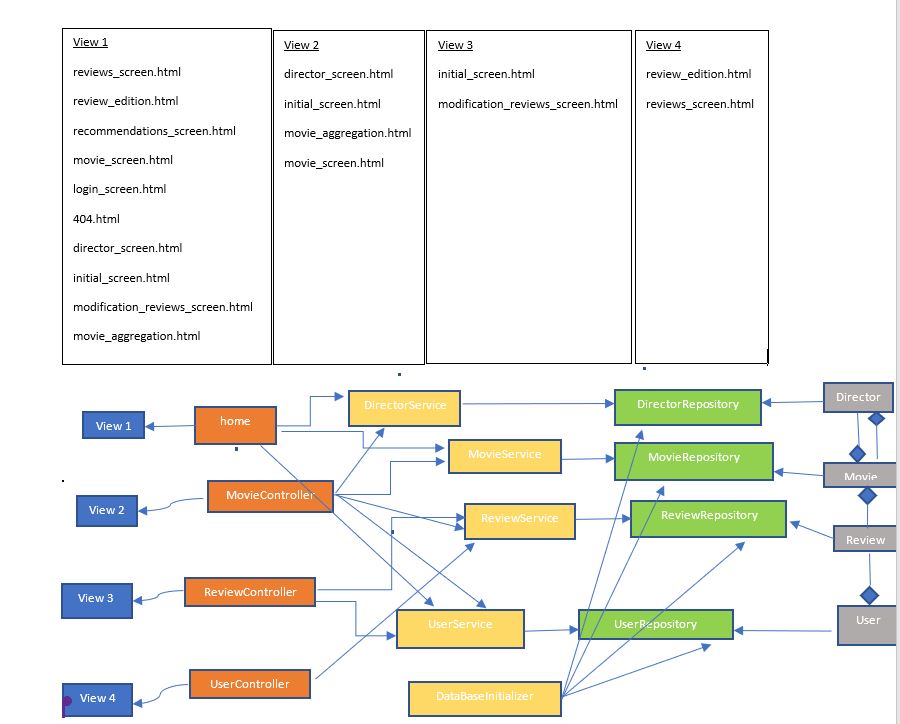 View 1
reviews_screen.html
review_edition.html
recommendations_screen.html
movie_screen.html
login_screen.html
404.html
director_screen.html
initial_screen.html
modification_reviews_screen.html
movie_aggregation.html
View 2
director_screen.html
initial_screen.html
movie_aggregation.html
movie_screen.html
View 3
initial_screen.html
modification_reviews_screen.html
View 4
review_edition.html
reviews_screen.html
View 1
home
DirectorService
DirectorRepository
Director
MovieService
MovieRepository
Movie
View 2
MovieController
ReviewService
ReviewRepository
Review
View 3
ReviewController
UserService
UserRepository
User
View 4
UserController
DataBaseInitializer